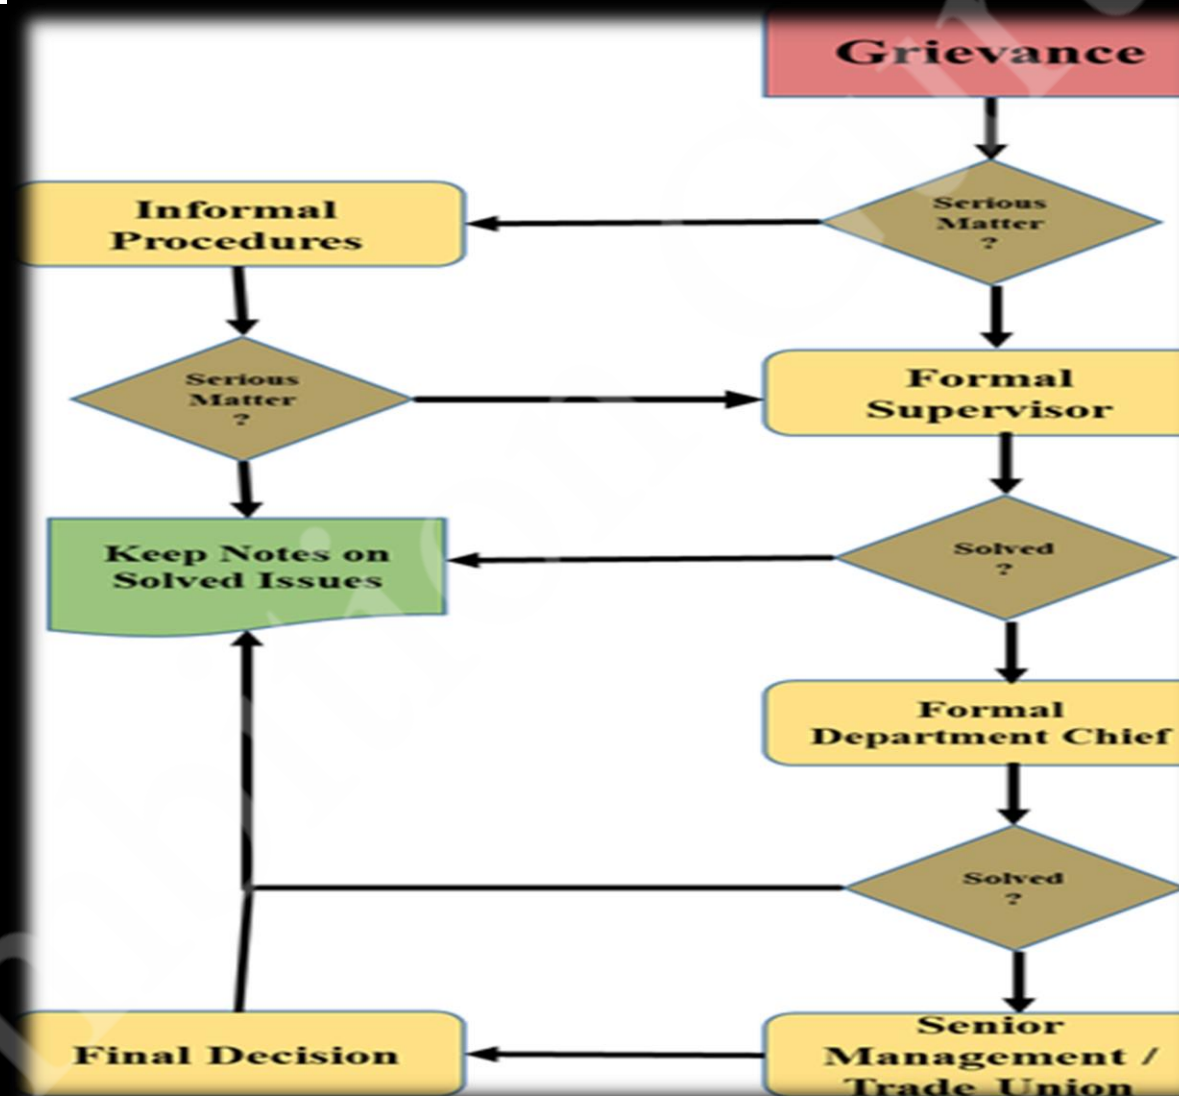 Grievance
Serious
Matter
?
Informal
Procedures
Serious
Matter
?
Formal
Supervisor
Solved
?
Keep Notes on
Solved Issues
Formal
Department Chief
Solved
?
Senior
Management /
Trade Union
Final Decision